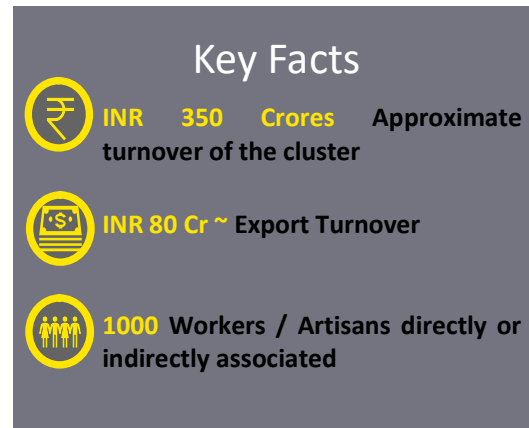 Key Facts
INR 350 Crores Approximate
turnover of the cluster
INR 80 Cr ~ Export Turnover
1000 Workers / Artisans directly or
indirectly associated